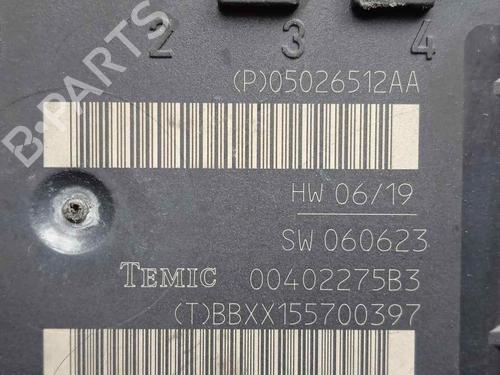 B-PARTS
2 3 4
(P)05026512AA
HW 06/19
SW 060623
TEMIC 00402275B3
(T)BBXX155700397